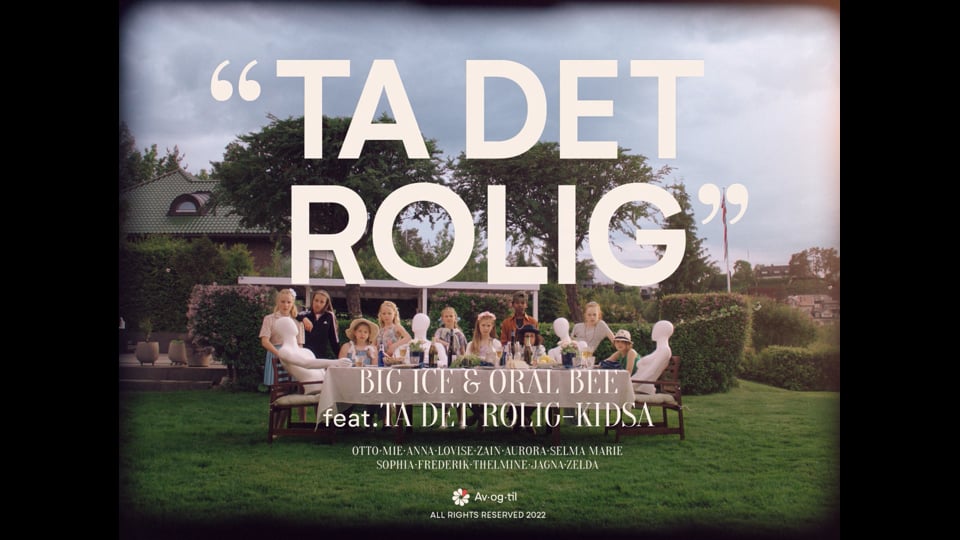 “TA DET
ROLIG”
BIG ICE & ORAL BEE
feat. TA DET ROLIG-KIDSA
OTTO·MIE·ANNA·LOVISE·ZAIN·AURORA·SELMA MARIE
SOPHIA·FREDERIK·THELMINE·JAGNA·ZELDA
Av·og·til
ALL RIGHTS RESERVED 2022